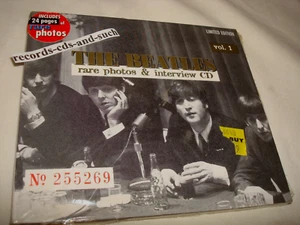 INCLUDES
24 pages of
photos
records-cds-and-such
LIMITED EDITION
THE BEATLES
vol. 1
rare photos & interview CD
BUY
Nº 255269